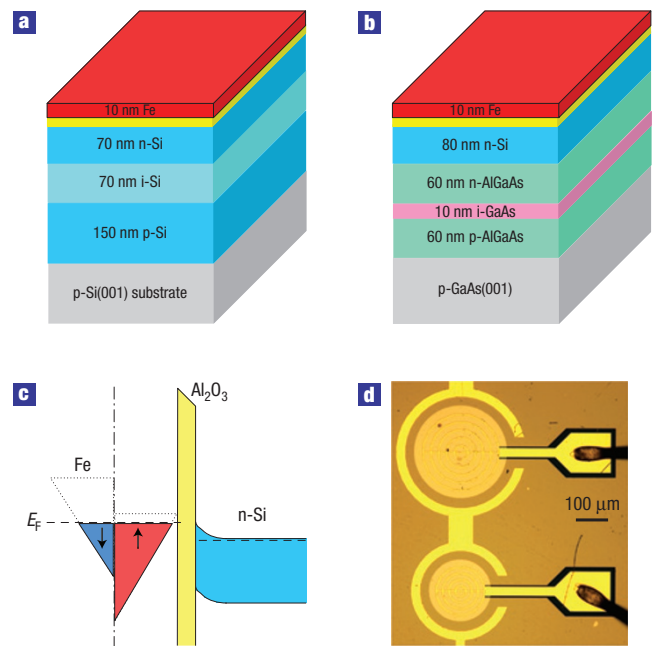 a
10 nm Fe
70 nm n-Si
70 nm i-Si
150 nm p-Si
p-Si(001) substrate
b
10 nm Fe
80 nm n-Si
60 nm n-AlGaAs
10 nm i-GaAs
60 nm p-AlGaAs
p-GaAs(001)
c
Al₂O₃
Fe
E_F
n-Si
d
100 μm